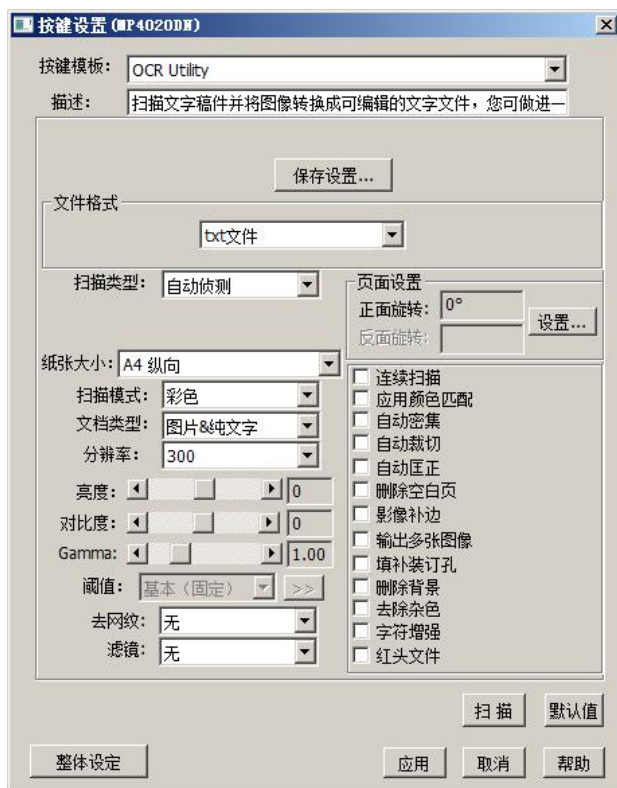 按键设置(MP4020DN)
按键模板: OCR Utility
描述: 扫描文字稿件并将图像转换成可编辑的文字文件，您可做进一
保存设置...
文件格式
txt文件
扫描类型: 自动侦测
页面设置
正面旋转: 0°
反面旋转:
设置...
纸张大小: A4 纵向
扫描模式: 彩色
文档类型: 图片&纯文字
分辨率: 300
亮度: 0
对比度: 0
Gamma: 1.00
阈值: 基本（固定） >>
去网纹: 无
滤镜: 无
连续扫描
应用颜色匹配
自动密集
自动裁切
自动匡正
删除空白页
影像补边
输出多张图像
填补装订孔
删除背景
去除杂色
字符增强
红头文件
扫 描 默认值
整体设定 应用 取消 帮助